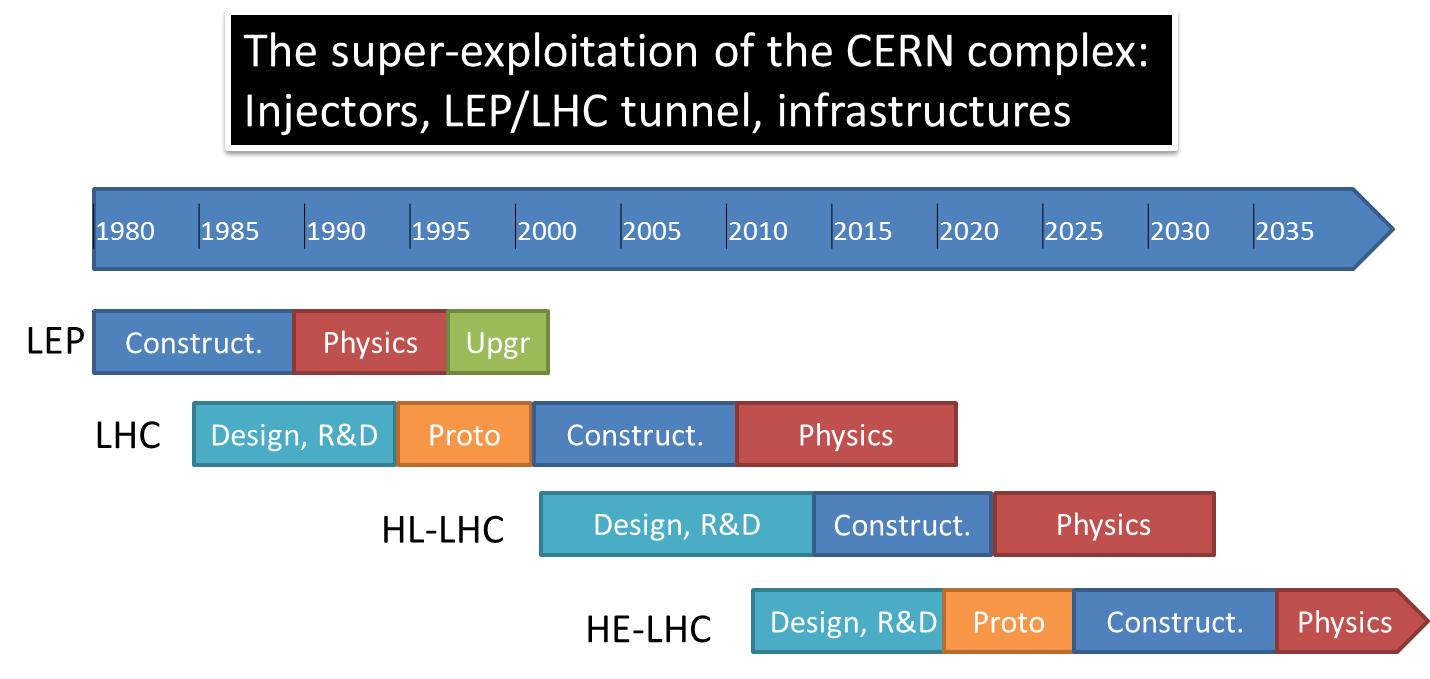 The super-exploitation of the CERN complex:
Injectors, LEP/LHC tunnel, infrastructures
1980 1985 1990 1995 2000 2005 2010 2015 2020 2025 2030 2035
LEP Construct. Physics Upgr
LHC Design, R&D Proto Construct. Physics
HL-LHC Design, R&D Construct. Physics
HE-LHC Design, R&D Proto Construct. Physics